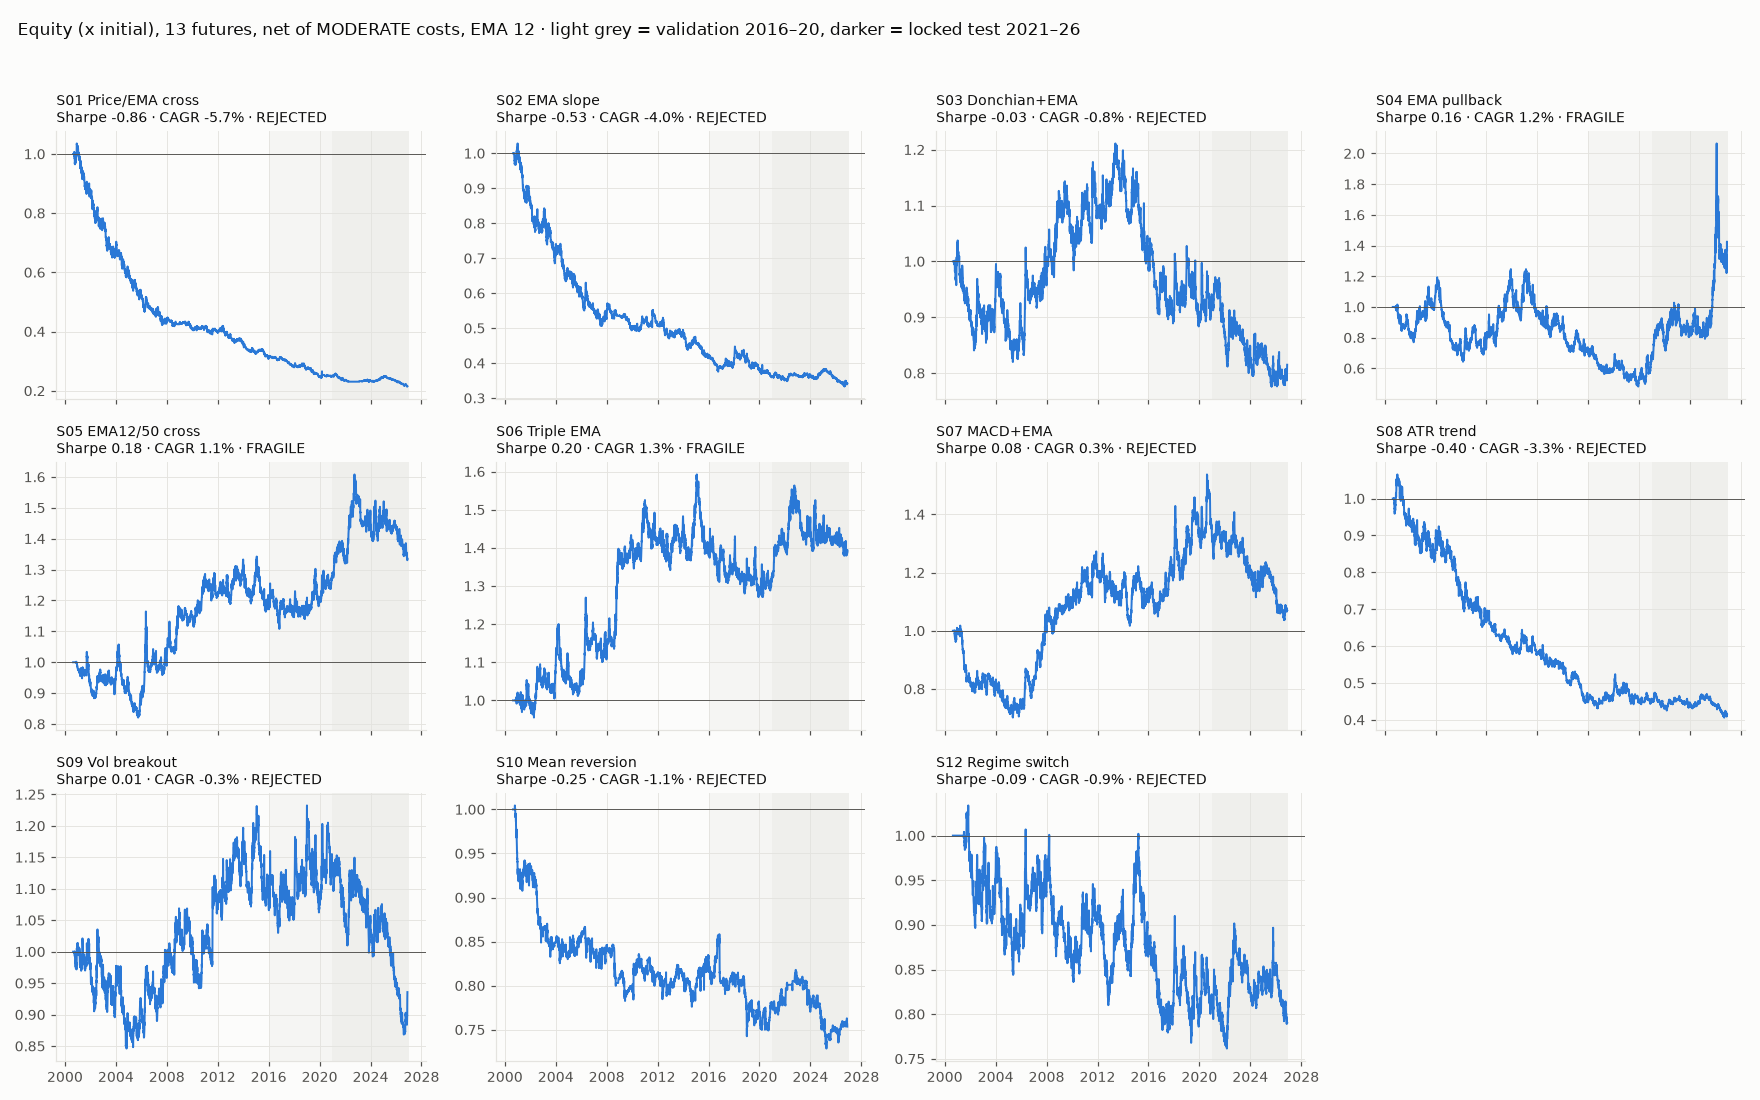 Equity (x initial), 13 futures, net of MODERATE costs, EMA 12 · light grey = validation 2016–20, darker = locked test 2021–26
S01 Price/EMA cross
Sharpe -0.86 · CAGR -5.7% · REJECTED
1.0
0.8
0.6
0.4
0.2
S02 EMA slope
Sharpe -0.53 · CAGR -4.0% · REJECTED
1.0
0.9
0.8
0.7
0.6
0.5
0.4
0.3
S03 Donchian+EMA
Sharpe -0.03 · CAGR -0.8% · REJECTED
1.2
1.1
1.0
0.9
0.8
S04 EMA pullback
Sharpe 0.16 · CAGR 1.2% · FRAGILE
2.0
1.8
1.6
1.4
1.2
1.0
0.8
0.6
S05 EMA12/50 cross
Sharpe 0.18 · CAGR 1.1% · FRAGILE
1.6
1.5
1.4
1.3
1.2
1.1
1.0
0.9
0.8
S06 Triple EMA
Sharpe 0.20 · CAGR 1.3% · FRAGILE
1.6
1.5
1.4
1.3
1.2
1.1
1.0
S07 MACD+EMA
Sharpe 0.08 · CAGR 0.3% · REJECTED
1.4
1.2
1.0
0.8
S08 ATR trend
Sharpe -0.40 · CAGR -3.3% · REJECTED
1.0
0.9
0.8
0.7
0.6
0.5
0.4
S09 Vol breakout
Sharpe 0.01 · CAGR -0.3% · REJECTED
1.25
1.20
1.15
1.10
1.05
1.00
0.95
0.90
0.85
2000 2004 2008 2012 2016 2020 2024 2028
S10 Mean reversion
Sharpe -0.25 · CAGR -1.1% · REJECTED
1.00
0.95
0.90
0.85
0.80
0.75
2000 2004 2008 2012 2016 2020 2024 2028
S12 Regime switch
Sharpe -0.09 · CAGR -0.9% · REJECTED
1.00
0.95
0.90
0.85
0.80
0.75
2000 2004 2008 2012 2016 2020 2024 2028